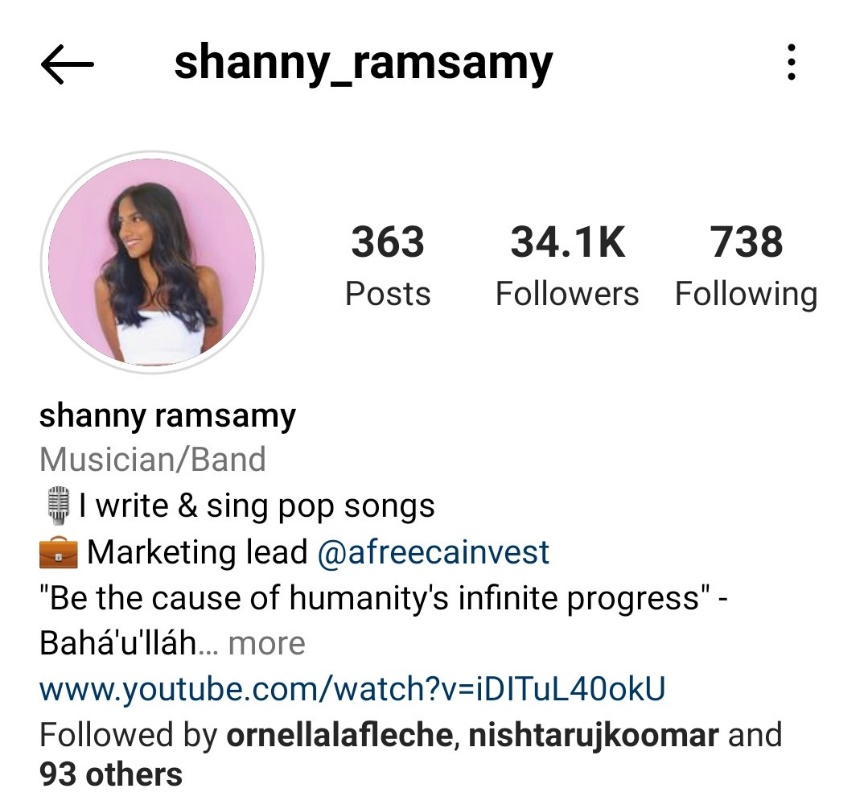 shanny_ramsamy
363 34.1K 738
Posts Followers Following
shanny ramsamy
Musician/Band
🎙️I write & sing pop songs
💼 Marketing lead @afreecainvest
"Be the cause of humanity's infinite progress" -
Bahá'u'lláh... more
www.youtube.com/watch?v=iDITuL40okU
Followed by ornellalafleche, nishtarujkoomar and
93 others